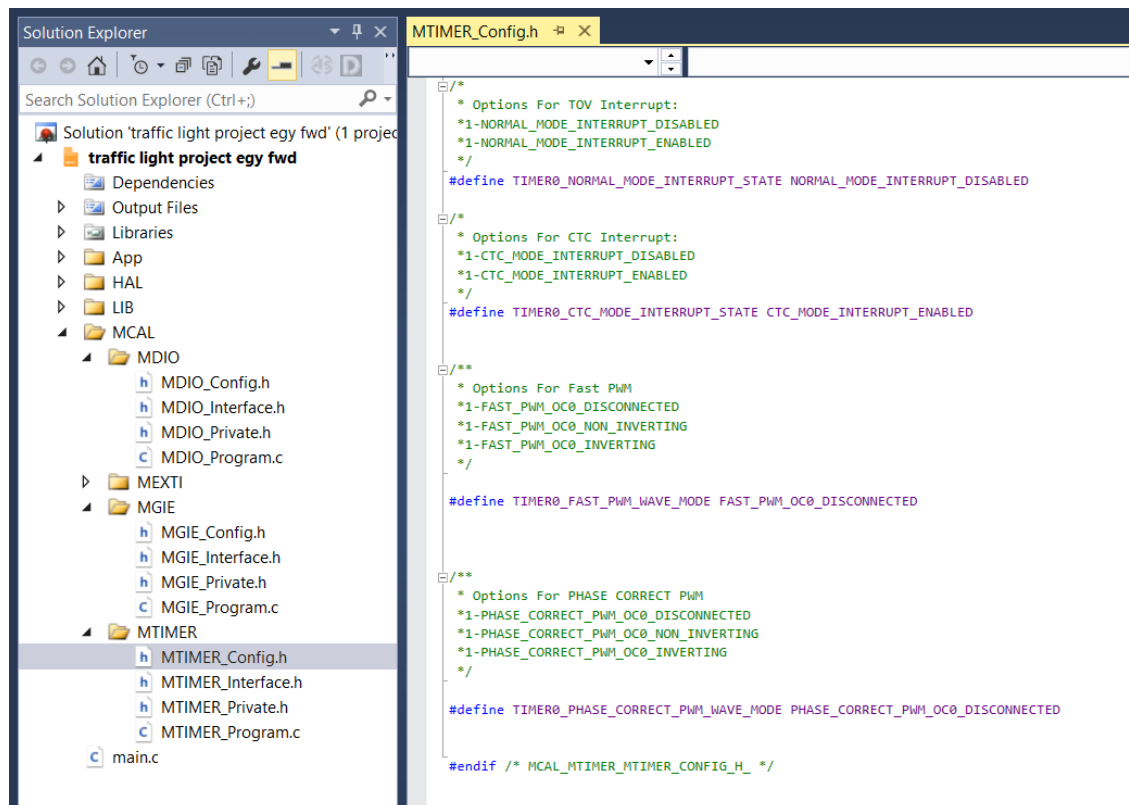 Solution Explorer
Search Solution Explorer (Ctrl+;)
Solution 'traffic light project egy fwd' (1 projec
traffic light project egy fwd
Dependencies
Output Files
Libraries
App
HAL
LIB
MCAL
MDIO
MDIO_Config.h
MDIO_Interface.h
MDIO_Private.h
MDIO_Program.c
MEXTI
MGIE
MGIE_Config.h
MGIE_Interface.h
MGIE_Private.h
MGIE_Program.c
MTIMER
MTIMER_Config.h
MTIMER_Interface.h
MTIMER_Private.h
MTIMER_Program.c
main.c
MTIMER_Config.h
/*
* Options For TOV Interrupt:
*1-NORMAL_MODE_INTERRUPT_DISABLED
*1-NORMAL_MODE_INTERRUPT_ENABLED
*/
#define TIMER0_NORMAL_MODE_INTERRUPT_STATE NORMAL_MODE_INTERRUPT_DISABLED
/*
* Options For CTC Interrupt:
*1-CTC_MODE_INTERRUPT_DISABLED
*1-CTC_MODE_INTERRUPT_ENABLED
*/
#define TIMER0_CTC_MODE_INTERRUPT_STATE CTC_MODE_INTERRUPT_ENABLED
/**
* Options For Fast PWM
*1-FAST_PWM_OC0_DISCONNECTED
*1-FAST_PWM_OC0_NON_INVERTING
*1-FAST_PWM_OC0_INVERTING
*/
#define TIMER0_FAST_PWM_WAVE_MODE FAST_PWM_OC0_DISCONNECTED
/**
* Options For PHASE CORRECT PWM
*1-PHASE_CORRECT_PWM_OC0_DISCONNECTED
*1-PHASE_CORRECT_PWM_OC0_NON_INVERTING
*1-PHASE_CORRECT_PWM_OC0_INVERTING
*/
#define TIMER0_PHASE_CORRECT_PWM_WAVE_MODE PHASE_CORRECT_PWM_OC0_DISCONNECTED
#endif /* MCAL_MTIMER_MTIMER_CONFIG_H_ */